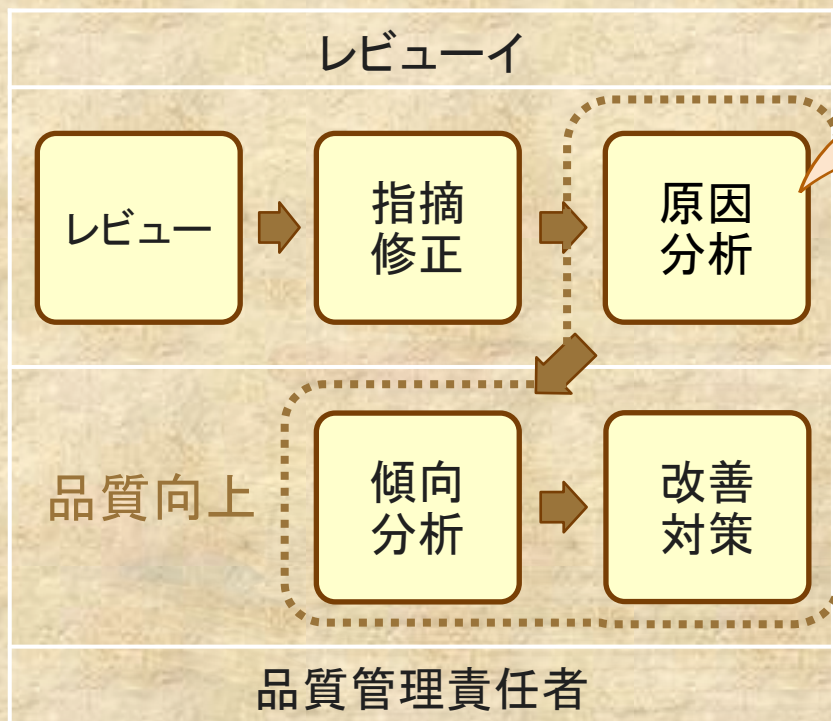 レビューイ
レビュー
指摘
修正
原因
分析
品質向上
傾向
分析
改善
対策
品質管理責任者